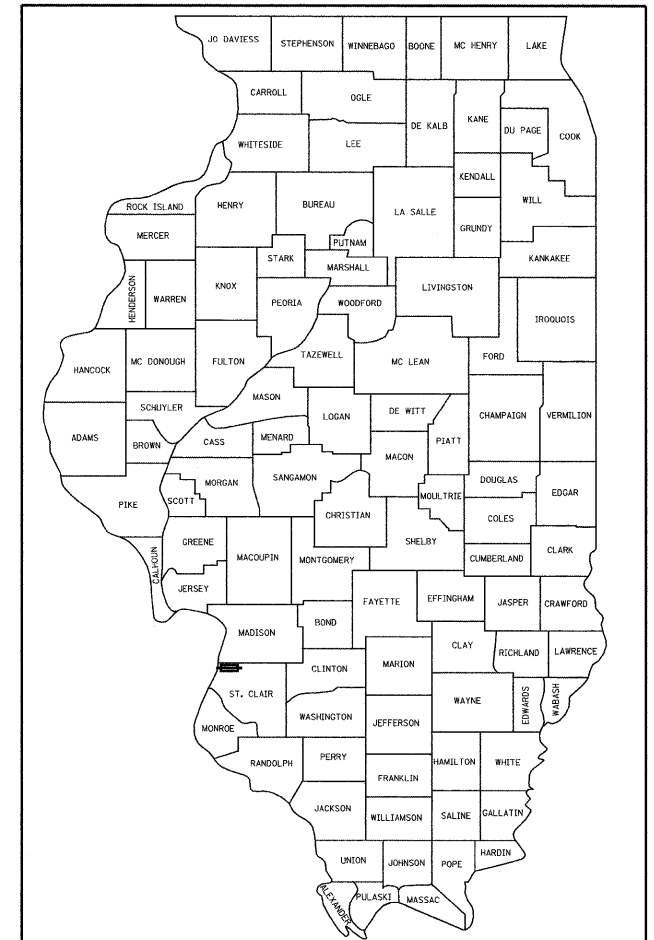 JO DAVIESS
STEPHENSON
WINNEBAGO
BOONE
MC HENRY
LAKE
CARROLL
OGLE
DE KALB
KANE
DU PAGE
COOK
WHITESIDE
LEE
KENDALL
WILL
ROCK ISLAND
HENRY
BUREAU
LA SALLE
GRUNDY
MERCER
PUTNAM
STARK
MARSHALL
KANKAKEE
HENDERSON
WARREN
KNOX
PEORIA
WOODFORD
LIVINGSTON
IROQUOIS
HANCOCK
MC DONOUGH
FULTON
TAZEWELL
MC LEAN
FORD
MASON
SCHUYLER
LOGAN
DE WITT
CHAMPAIGN
VERMILION
ADAMS
BROWN
CASS
MENARD
PIATT
MACON
PIKE
SCOTT
MORGAN
SANGAMON
MOULTRIE
DOUGLAS
EDGAR
CHRISTIAN
COLES
GREENE
MACOUPIN
MONTGOMERY
SHELBY
CUMBERLAND
CLARK
CALHOUN
JERSEY
FAYETTE
EFFINGHAM
JASPER
CRAWFORD
MADISON
BOND
CLAY
RICHLAND
LAWRENCE
CLINTON
MARION
ST. CLAIR
WAYNE
EDWARDS
WABASH
WASHINGTON
JEFFERSON
MONROE
RANDOLPH
PERRY
HAMILTON
WHITE
FRANKLIN
JACKSON
WILLIAMSON
SALINE
GALLATIN
UNION
JOHNSON
POPE
HARDIN
ALEXANDER
PULASKI
MASSAC